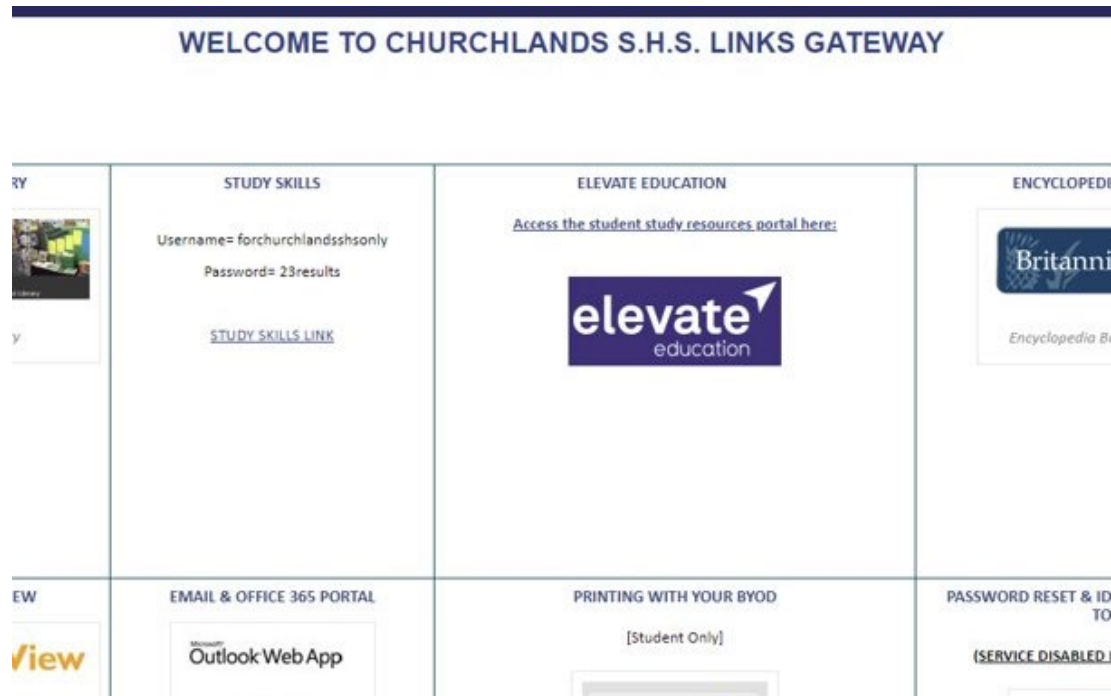 WELCOME TO CHURCHLANDS S.H.S. LINKS GATEWAY
RY
y
STUDY SKILLS
Username= forchurchlandsshsonly
Password= 23results
STUDY SKILLS LINK
ELEVATE EDUCATION
Access the student study resources portal here:
elevate
education
ENCYCLOPEDI
Britanni
Encyclopedia B
EW
View
EMAIL & OFFICE 365 PORTAL
Microsoft
Outlook Web App
PRINTING WITH YOUR BYOD
[Student Only]
PASSWORD RESET & ID
TO
(SERVICE DISABLED